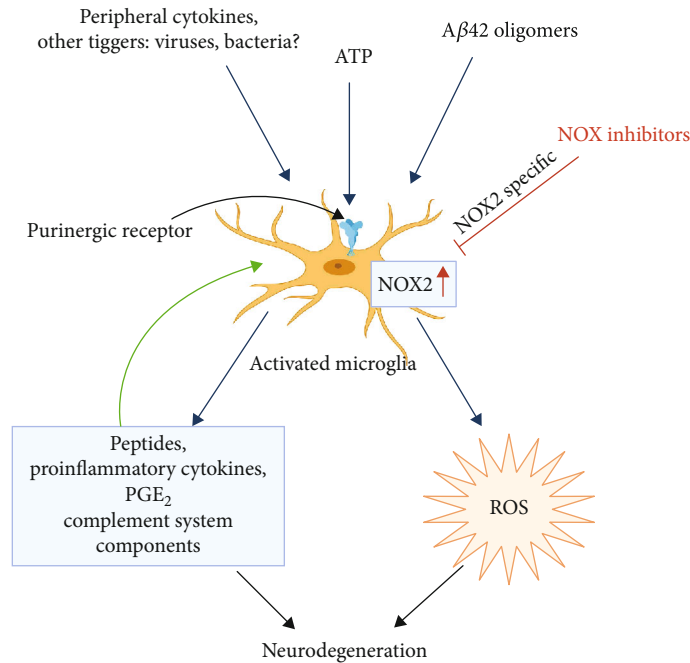 Peripheral cytokines,
other tiggers: viruses, bacteria?
ATP
Aβ42 oligomers
NOX inhibitors
NOX2 specific
Purinergic receptor
NOX2
Activated microglia
Peptides,
proinflammatory cytokines,
PGE₂
complement system
components
ROS
Neurodegeneration